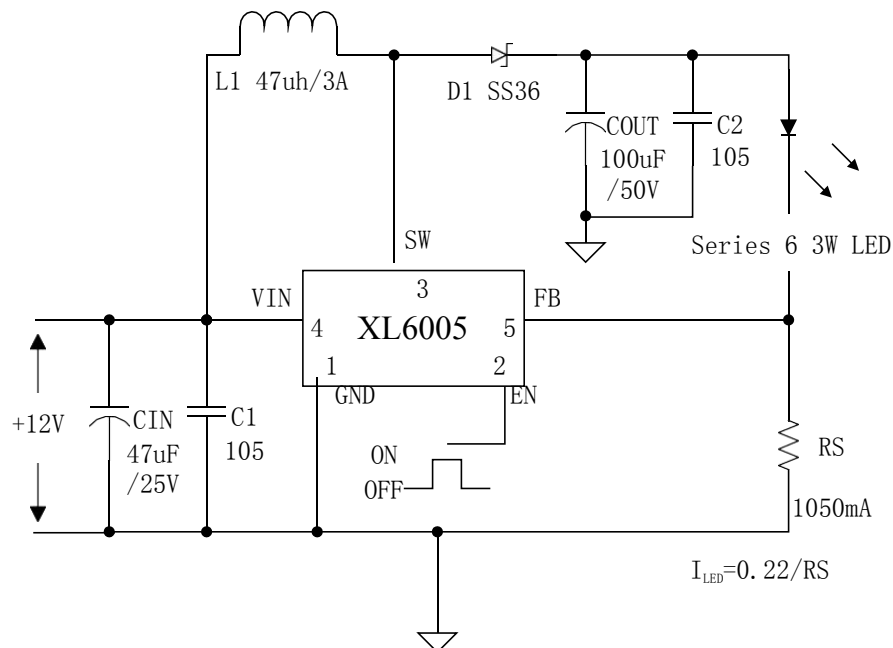 L1 47uh/3A
D1 SS36
COUT
100uF
/50V
C2
105
SW
Series 6 3W LED
VIN
3
FB
4
XL6005
5
1
2
GND
EN
+12V
CIN
47uF
/25V
C1
105
ON
OFF
RS
1050mA
ILED=0.22/RS